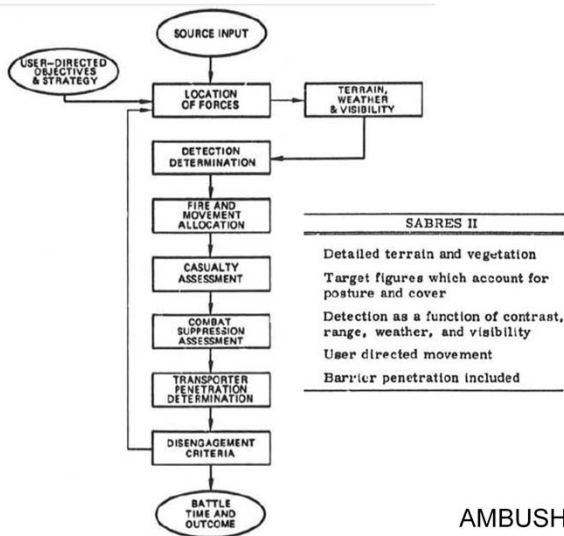 SOURCE INPUT
USER-DIRECTED
OBJECTIVES
& STRATEGY
LOCATION
OF FORCES
TERRAIN,
WEATHER
& VISIBILITY
DETECTION
DETERMINATION
FIRE AND
MOVEMENT
ALLOCATION
CASUALTY
ASSESSMENT
COMBAT
SUPPRESSION
ASSESSMENT
TRANSPORTER
PENETRATION
DETERMINATION
DISENGAGEMENT
CRITERIA
BATTLE
TIME AND
OUTCOME
SABRES II
Detailed terrain and vegetation
Target figures which account for
posture and cover
Detection as a function of contrast,
range, weather, and visibility
User directed movement
Barrier penetration included
AMBUSH